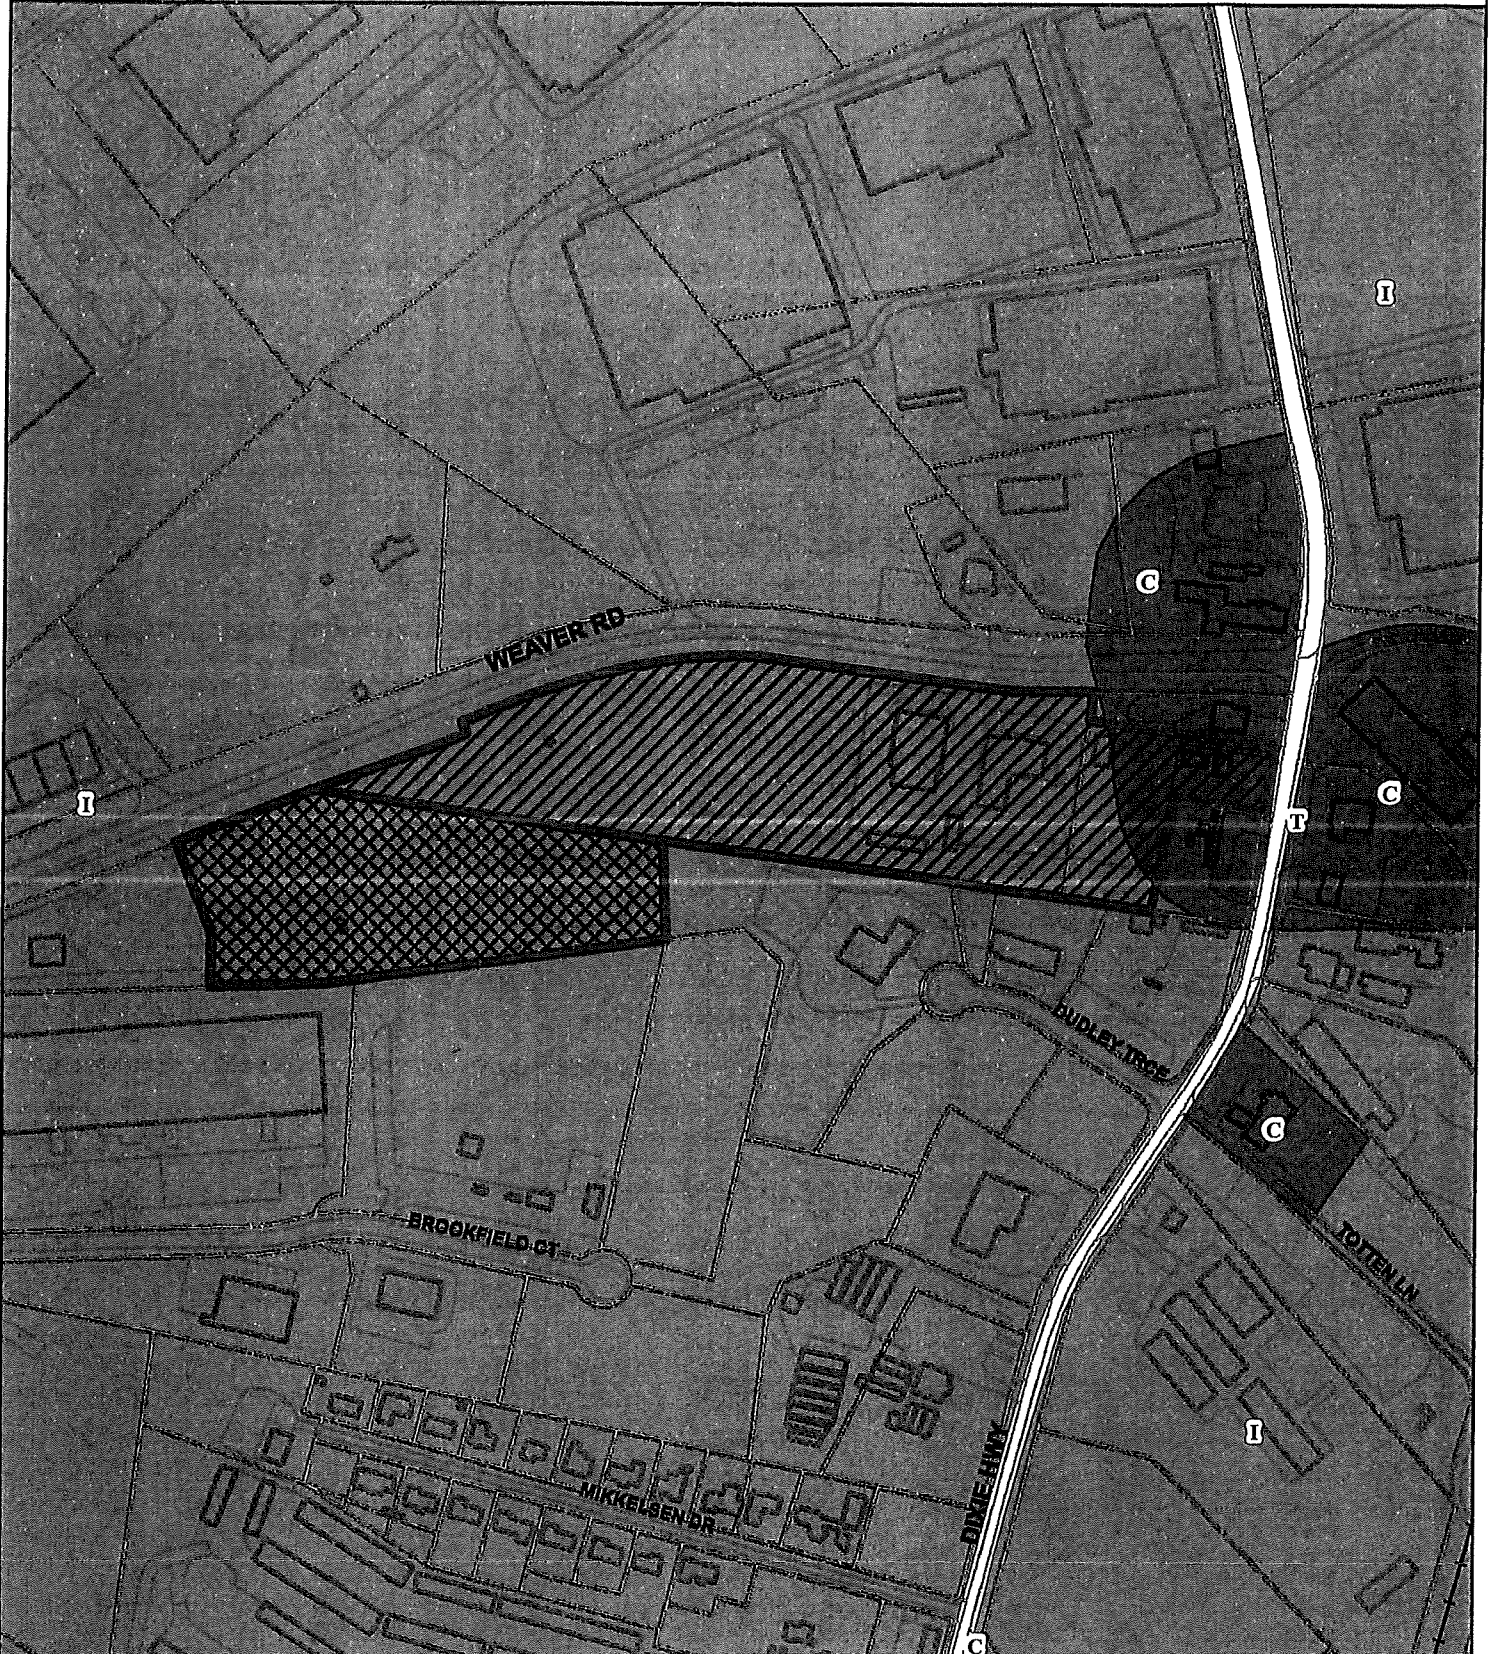 I
C
WEAVER RD
C
I
T
DUDLEY TRCE
C
BROOKFIELD CT
TOTTEN LN
I
DIXIE HWY
MIKKELSEN DR
C